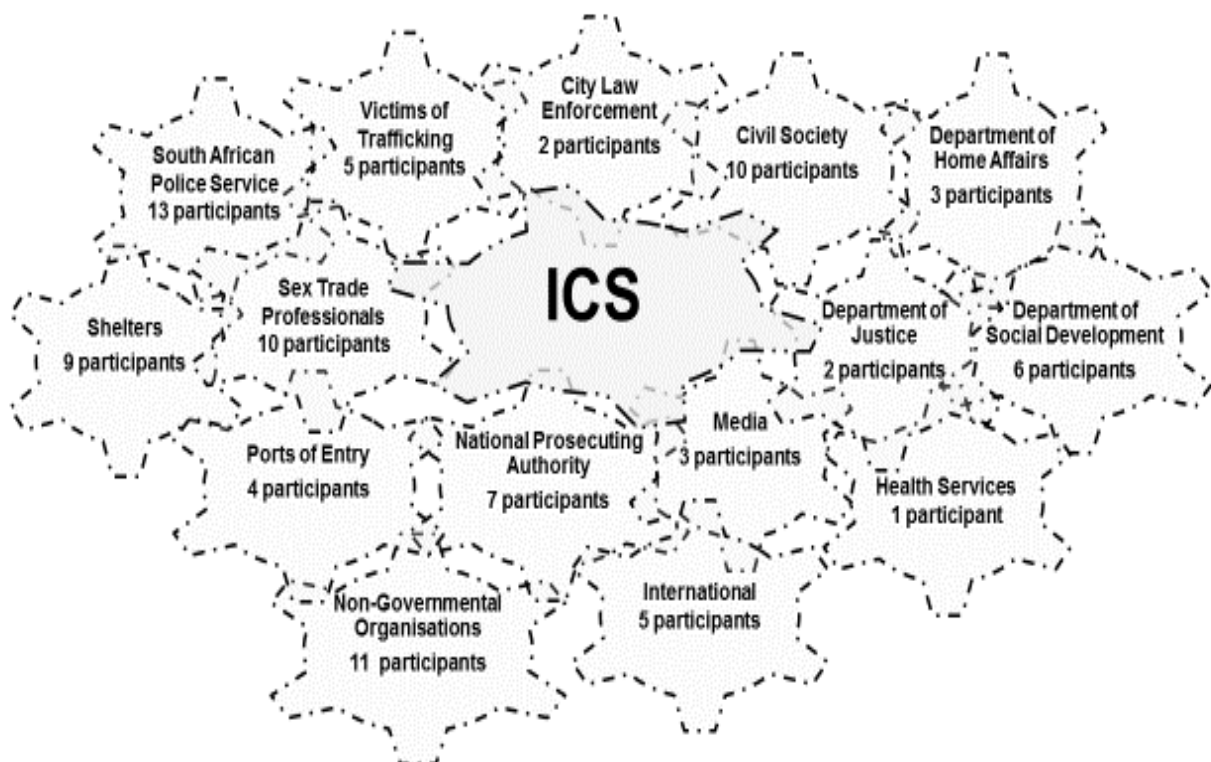 City Law
Enforcement
2 participants
Victims of
Trafficking
5 participants
Civil Society
10 participants
Department of
Home Affairs
3 participants
South African
Police Service
13 participants
ICS
Sex Trade
Professionals
10 participants
Shelters
9 participants
Department of
Justice
2 participants
Department of
Social Development
6 participants
Ports of Entry
4 participants
National Prosecuting
Authority
7 participants
Media
3 participants
Health Services
1 participant
Non-Governmental
Organisations
11 participants
International
5 participants